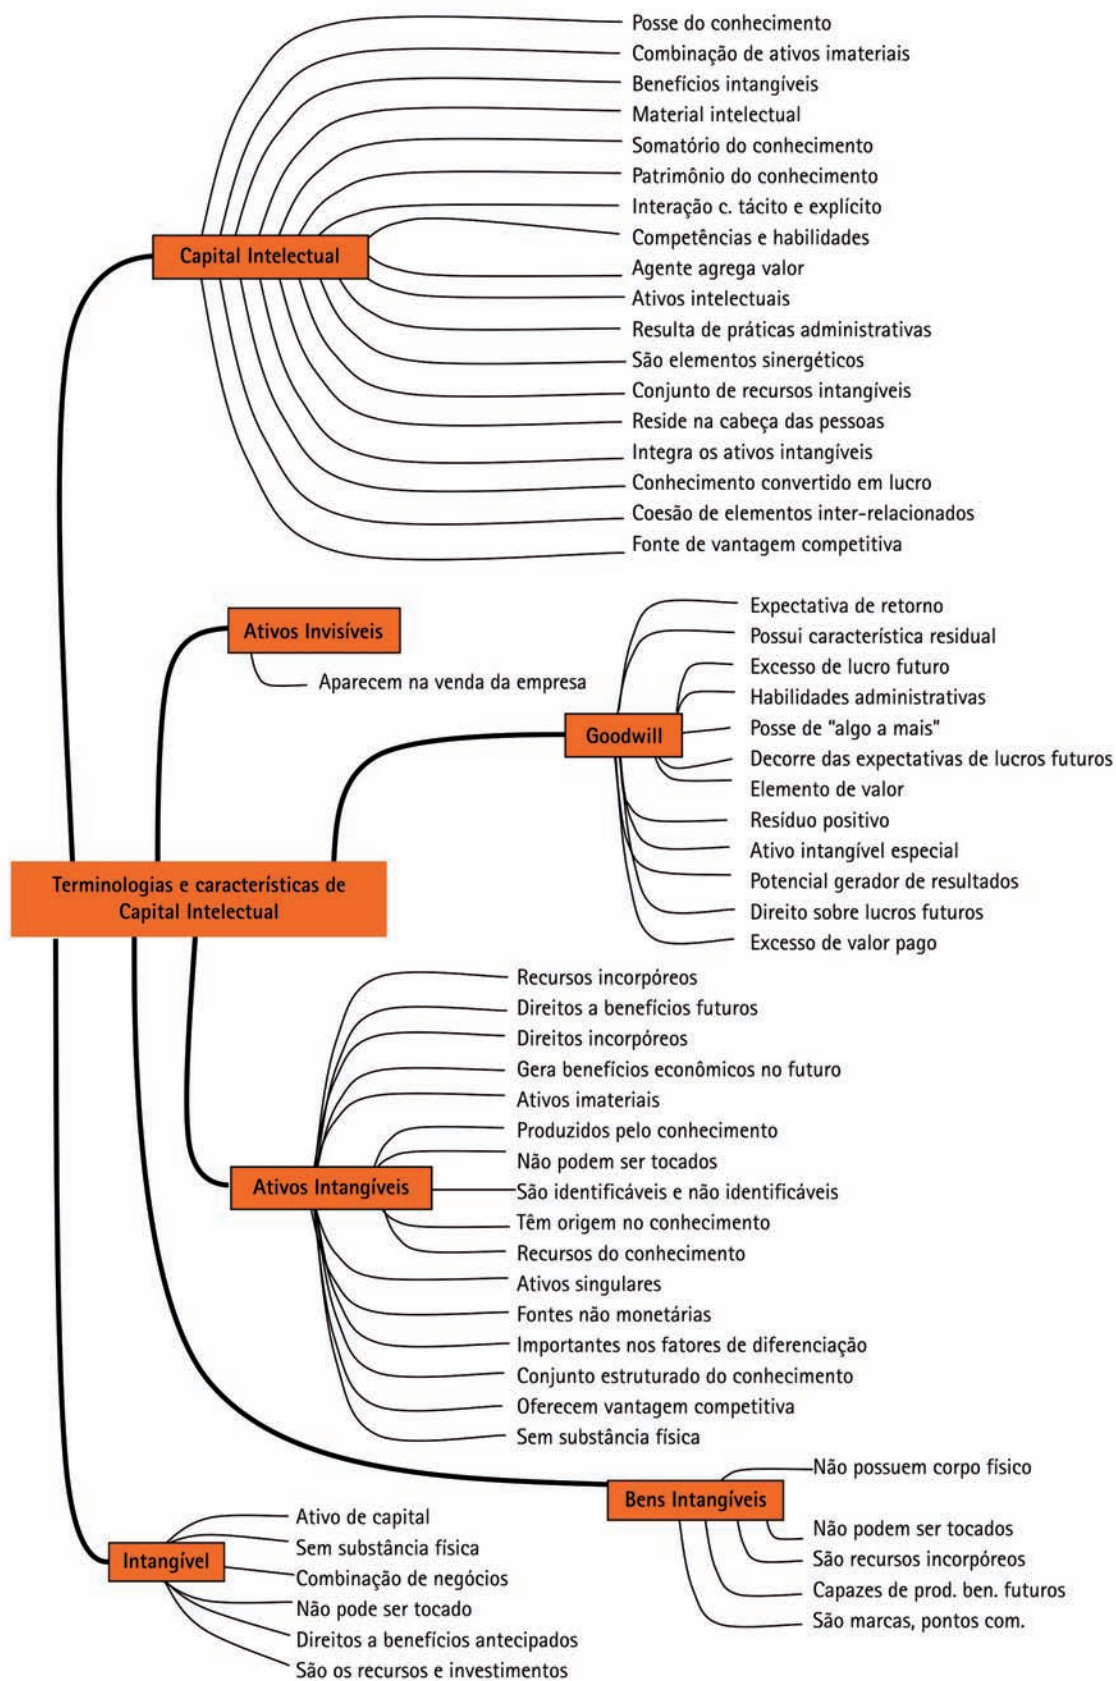 Posse do conhecimento
Combinação de ativos imateriais
Benefícios intangíveis
Material intelectual
Somatório do conhecimento
Patrimônio do conhecimento
Interação c. tácito e explícito
Competências e habilidades
Capital Intelectual
Agente agrega valor
Ativos intelectuais
Resulta de práticas administrativas
São elementos sinergéticos
Conjunto de recursos intangíveis
Reside na cabeça das pessoas
Integra os ativos intangíveis
Conhecimento convertido em lucro
Coesão de elementos inter-relacionados
Fonte de vantagem competitiva
Ativos Invisíveis
Aparecem na venda da empresa
Expectativa de retorno
Possui característica residual
Excesso de lucro futuro
Habilidades administrativas
Goodwill
Posse de "algo a mais"
Decorre das expectativas de lucros futuros
Elemento de valor
Resíduo positivo
Ativo intangível especial
Potencial gerador de resultados
Direito sobre lucros futuros
Excesso de valor pago
Terminologias e características de
Capital Intelectual
Recursos incorpóreos
Direitos a benefícios futuros
Direitos incorpóreos
Gera benefícios econômicos no futuro
Ativos imateriais
Produzidos pelo conhecimento
Não podem ser tocados
Ativos Intangíveis
São identificáveis e não identificáveis
Têm origem no conhecimento
Recursos do conhecimento
Ativos singulares
Fontes não monetárias
Importantes nos fatores de diferenciação
Conjunto estruturado do conhecimento
Oferecem vantagem competitiva
Sem substância física
Não possuem corpo físico
Bens Intangíveis
Não podem ser tocados
São recursos incorpóreos
Capazes de prod. ben. futuros
São marcas, pontos com.
Ativo de capital
Sem substância física
Intangível
Combinação de negócios
Não pode ser tocado
Direitos a benefícios antecipados
São os recursos e investimentos